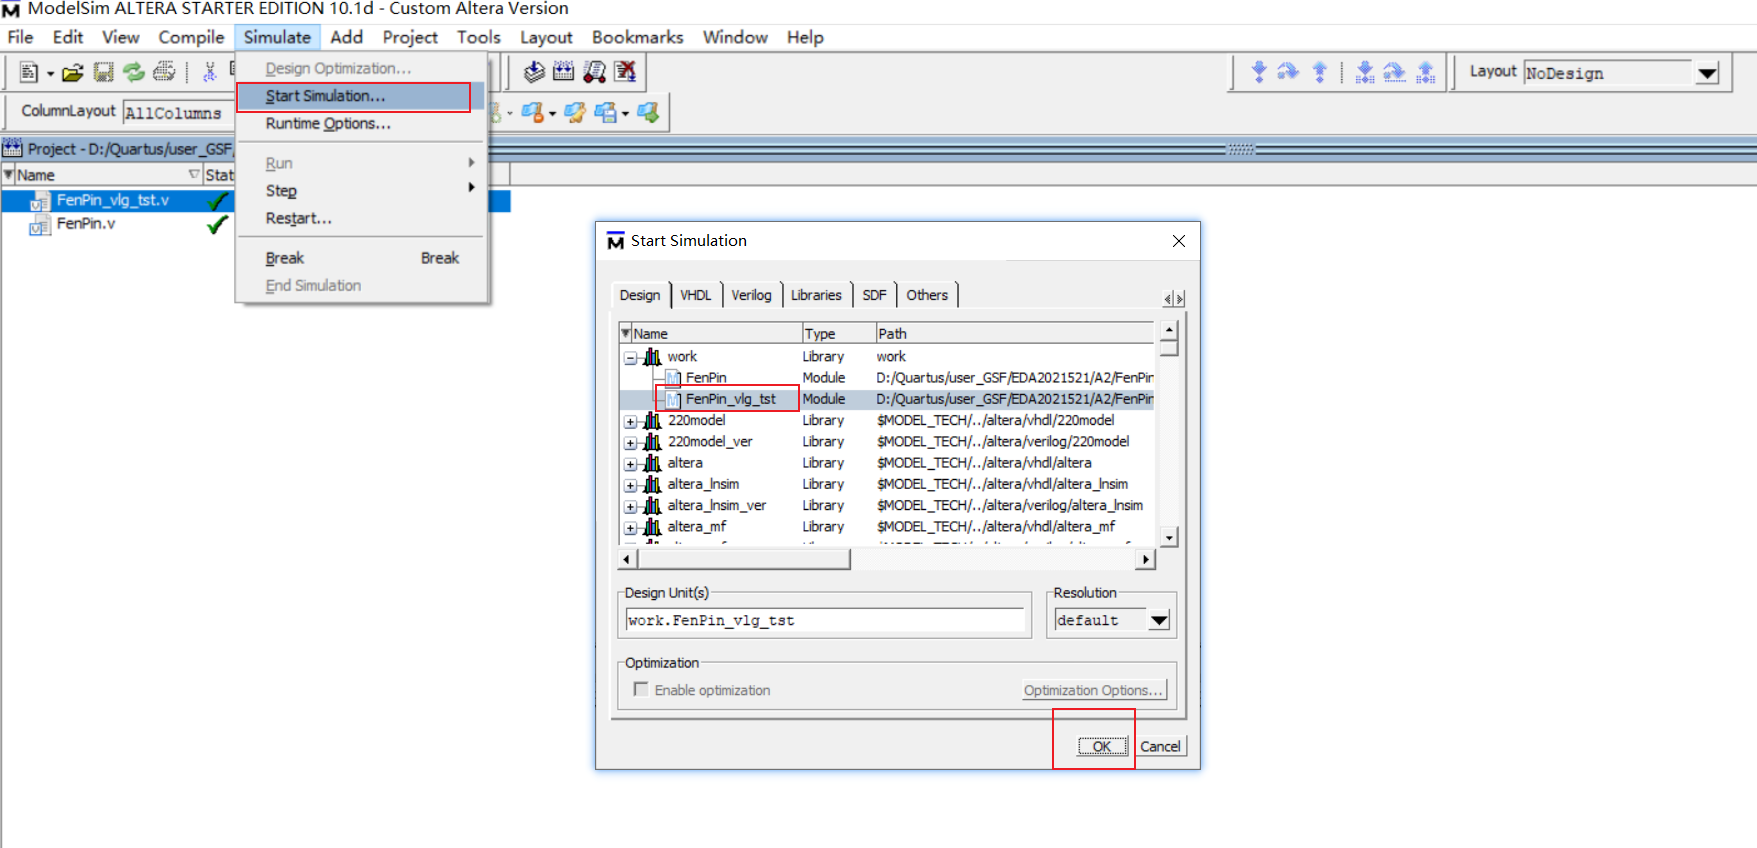 ModelSim ALTERA STARTER EDITION 10.1d - Custom Altera Version
File Edit View Compile Simulate Add Project Tools Layout Bookmarks Window Help
Design Optimization...
Start Simulation...
Runtime Options...
Run
Step
Restart...
Break Break
End Simulation
Layout NoDesign
ColumnLayout AllColumns
Project - D:/Quartus/user_GSF/
Name Stat
FenPin_vlg_tst.v
FenPin.v
Start Simulation
Design VHDL Verilog Libraries SDF Others
Name Type Path
work Library work
FenPin Module D:/Quartus/user_GSF/EDA2021521/A2/FenPin
FenPin_vlg_tst Module D:/Quartus/user_GSF/EDA2021521/A2/FenPin
220model Library $MODEL_TECH/../altera/vhdl/220model
220model_ver Library $MODEL_TECH/../altera/verilog/220model
altera Library $MODEL_TECH/../altera/vhdl/altera
altera_lnsim Library $MODEL_TECH/../altera/vhdl/altera_lnsim
altera_lnsim_ver Library $MODEL_TECH/../altera/verilog/altera_lnsim
altera_mf Library $MODEL_TECH/../altera/vhdl/altera_mf
Design Unit(s)
work.FenPin_vlg_tst
Resolution
default
Optimization
Enable optimization
Optimization Options...
OK Cancel